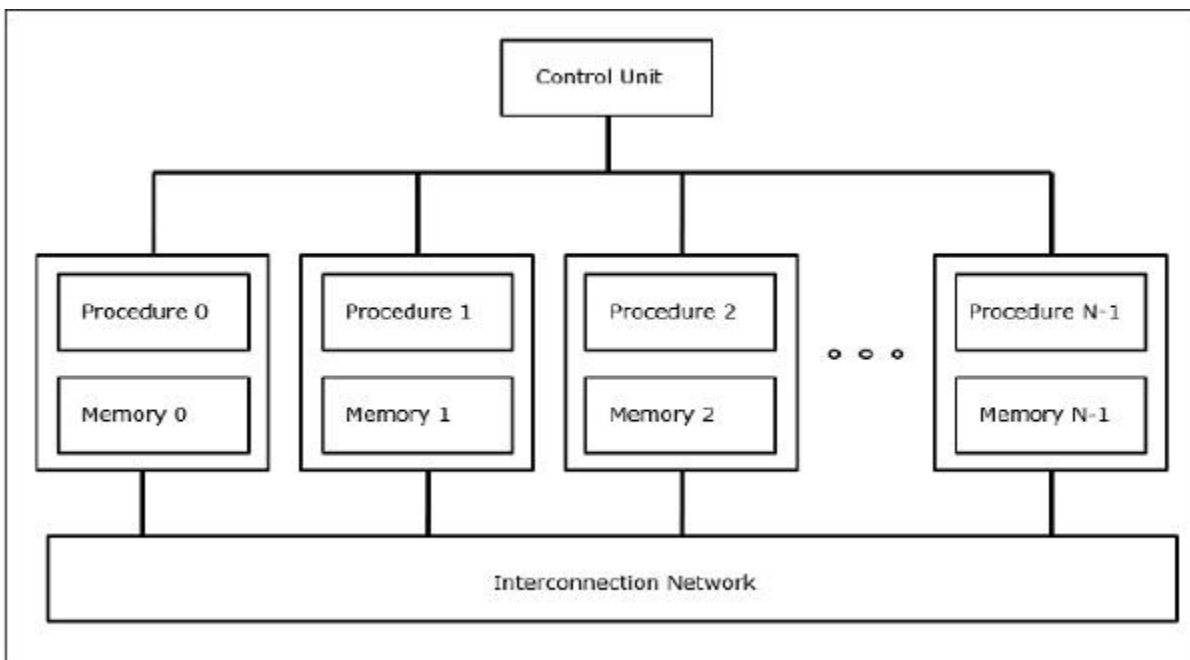 Control Unit
Procedure 0
Procedure 1
Procedure 2
Procedure N-1
Memory 0
Memory 1
Memory 2
Memory N-1
Interconnection Network